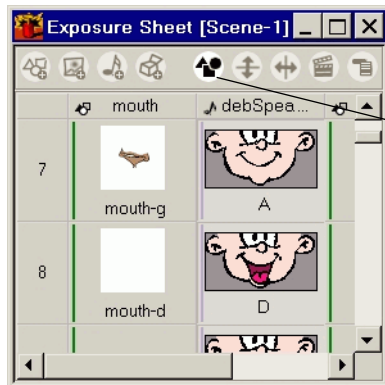 Exposure Sheet [Scene-1]
mouth
debSpea...
7
mouth-g
A
8
mouth-d
D